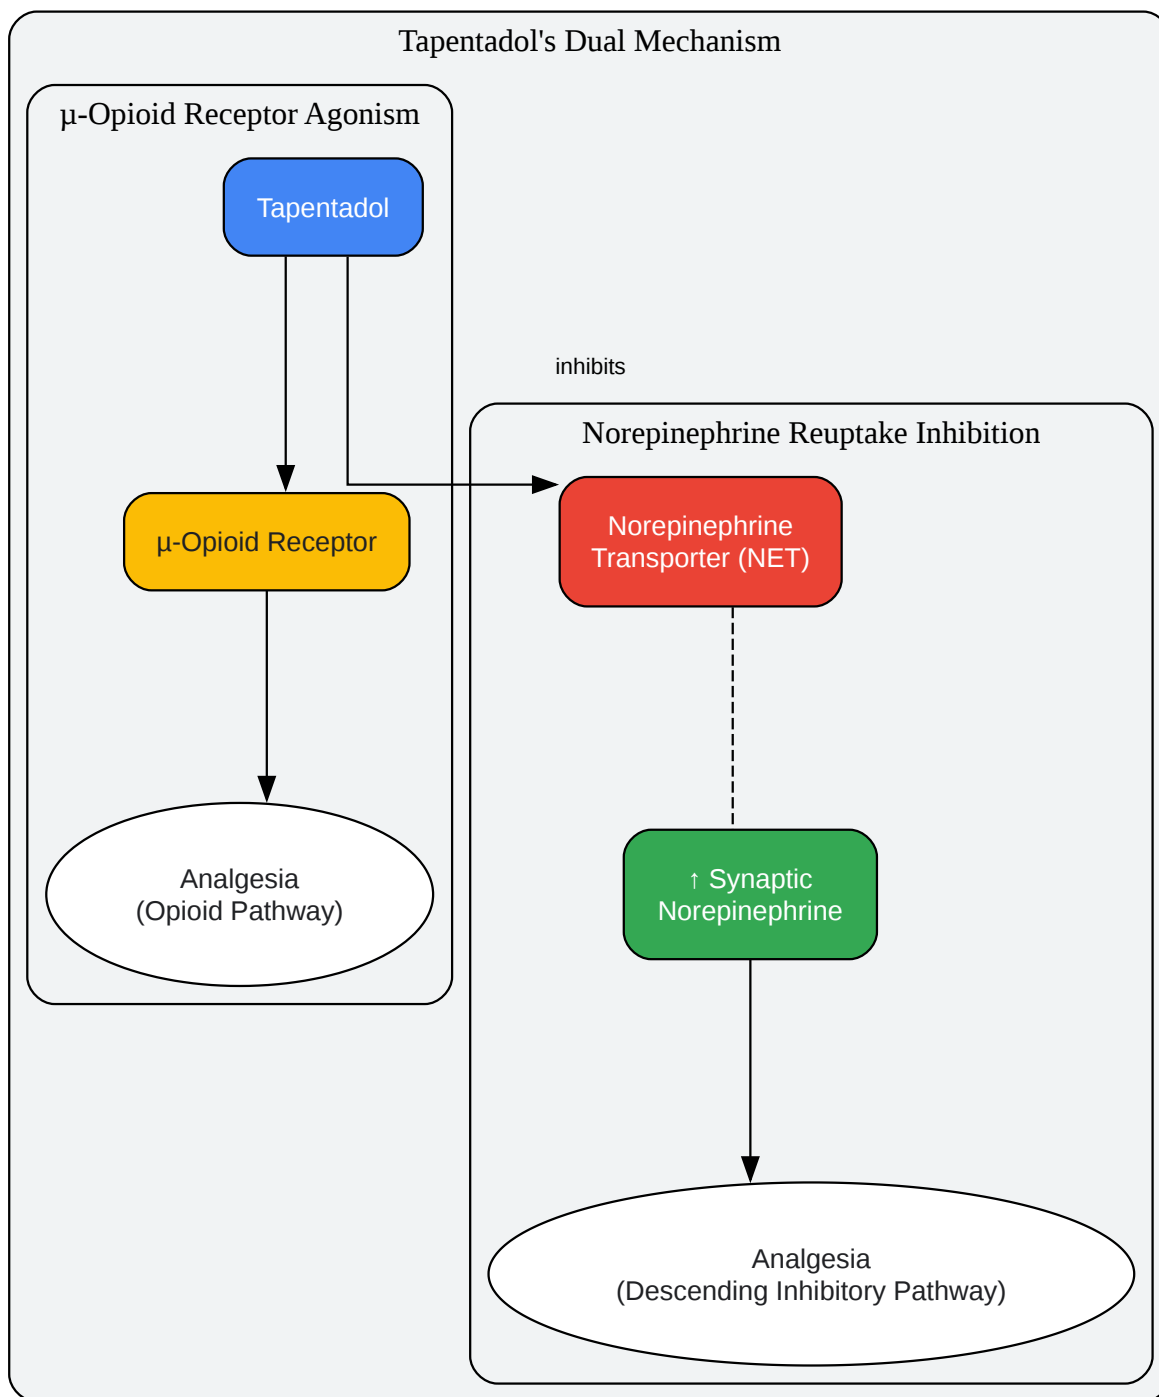 Tapentadol's Dual Mechanism
µ-Opioid Receptor Agonism
Tapentadol
inhibits
Norepinephrine Reuptake Inhibition
Norepinephrine
Transporter (NET)
µ-Opioid Receptor
Analgesia
(Opioid Pathway)
↑ Synaptic
Norepinephrine
Analgesia
(Descending Inhibitory Pathway)